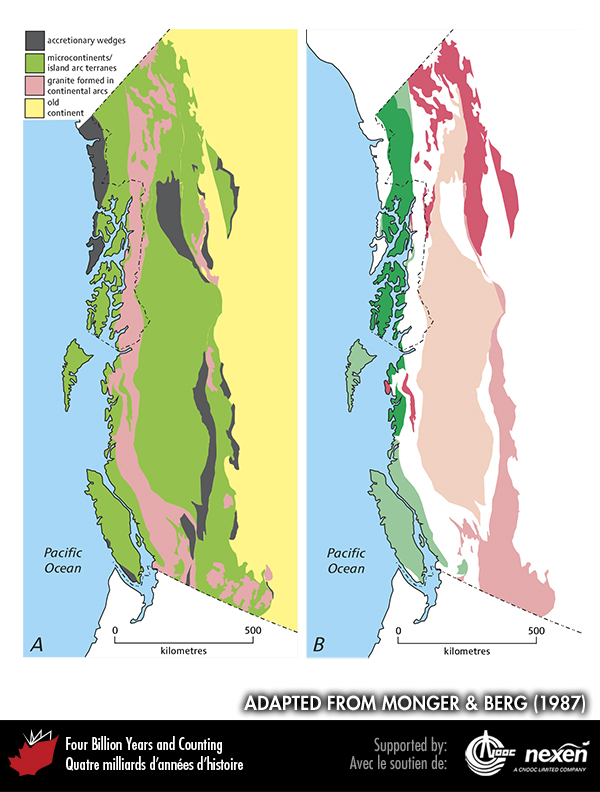 accretionary wedges
microcontinents/
island arc terranes
granite formed in
continental arcs
old
continent
Pacific
Ocean
A
0 500
kilometres
Pacific
Ocean
B
0 500
kilometres
ADAPTED FROM MONGER & BERG (1987)
Four Billion Years and Counting
Quatre milliards d'années d'histoire
Supported by:
Avec le soutien de:
CNOOC
nexen
A CNOOC LIMITED COMPANY